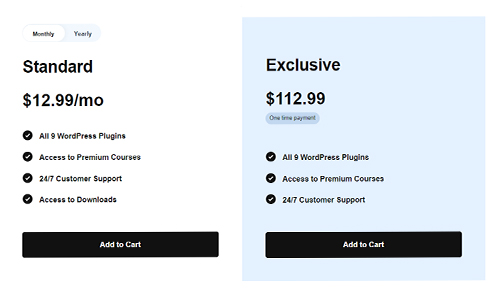 Monthly Yearly
Standard
$12.99/mo
All 9 WordPress Plugins
Access to Premium Courses
24/7 Customer Support
Access to Downloads
Add to Cart
Exclusive
$112.99
One time payment
All 9 WordPress Plugins
Access to Premium Courses
24/7 Customer Support
Add to Cart